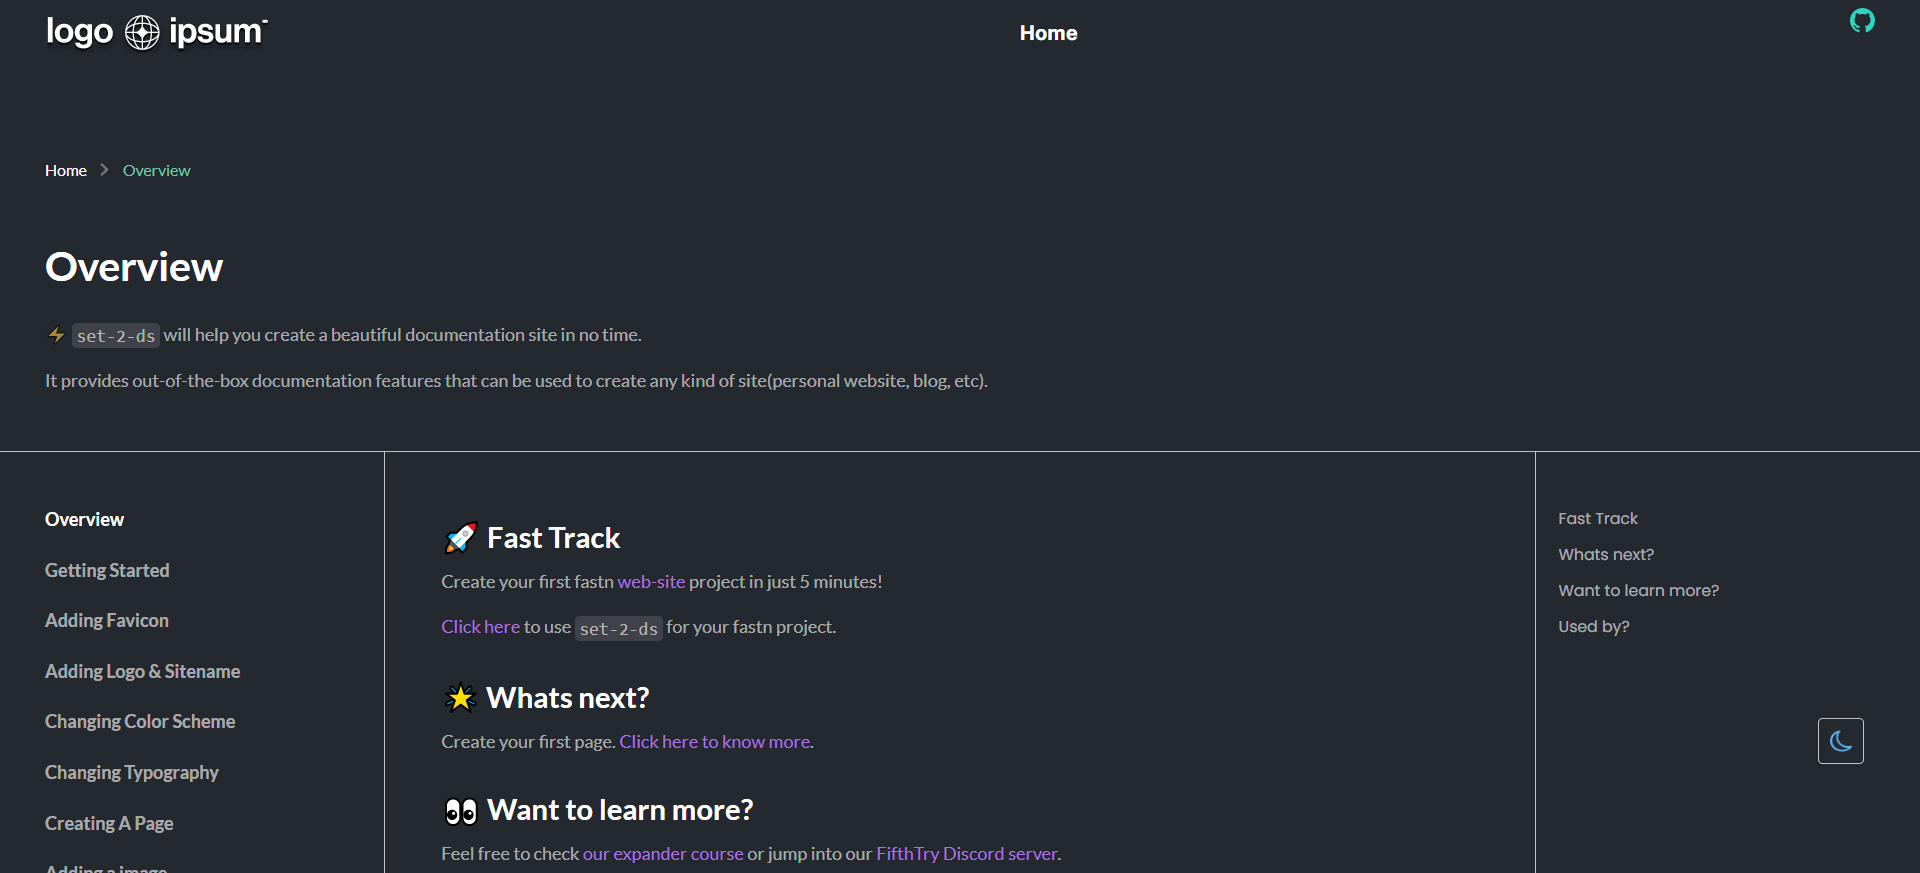 logo ipsum
Home
Home > Overview
Overview
⚡ set-2-ds will help you create a beautiful documentation site in no time.
It provides out-of-the-box documentation features that can be used to create any kind of site(personal website, blog, etc).
Overview
Getting Started
Adding Favicon
Adding Logo & Sitename
Changing Color Scheme
Changing Typography
Creating A Page
Adding a image
🚀 Fast Track
Create your first fastn web-site project in just 5 minutes!
Click here to use set-2-ds for your fastn project.
🌟 Whats next?
Create your first page. Click here to know more.
👀 Want to learn more?
Feel free to check our expander course or jump into our FifthTry Discord server.
Fast Track
Whats next?
Want to learn more?
Used by?